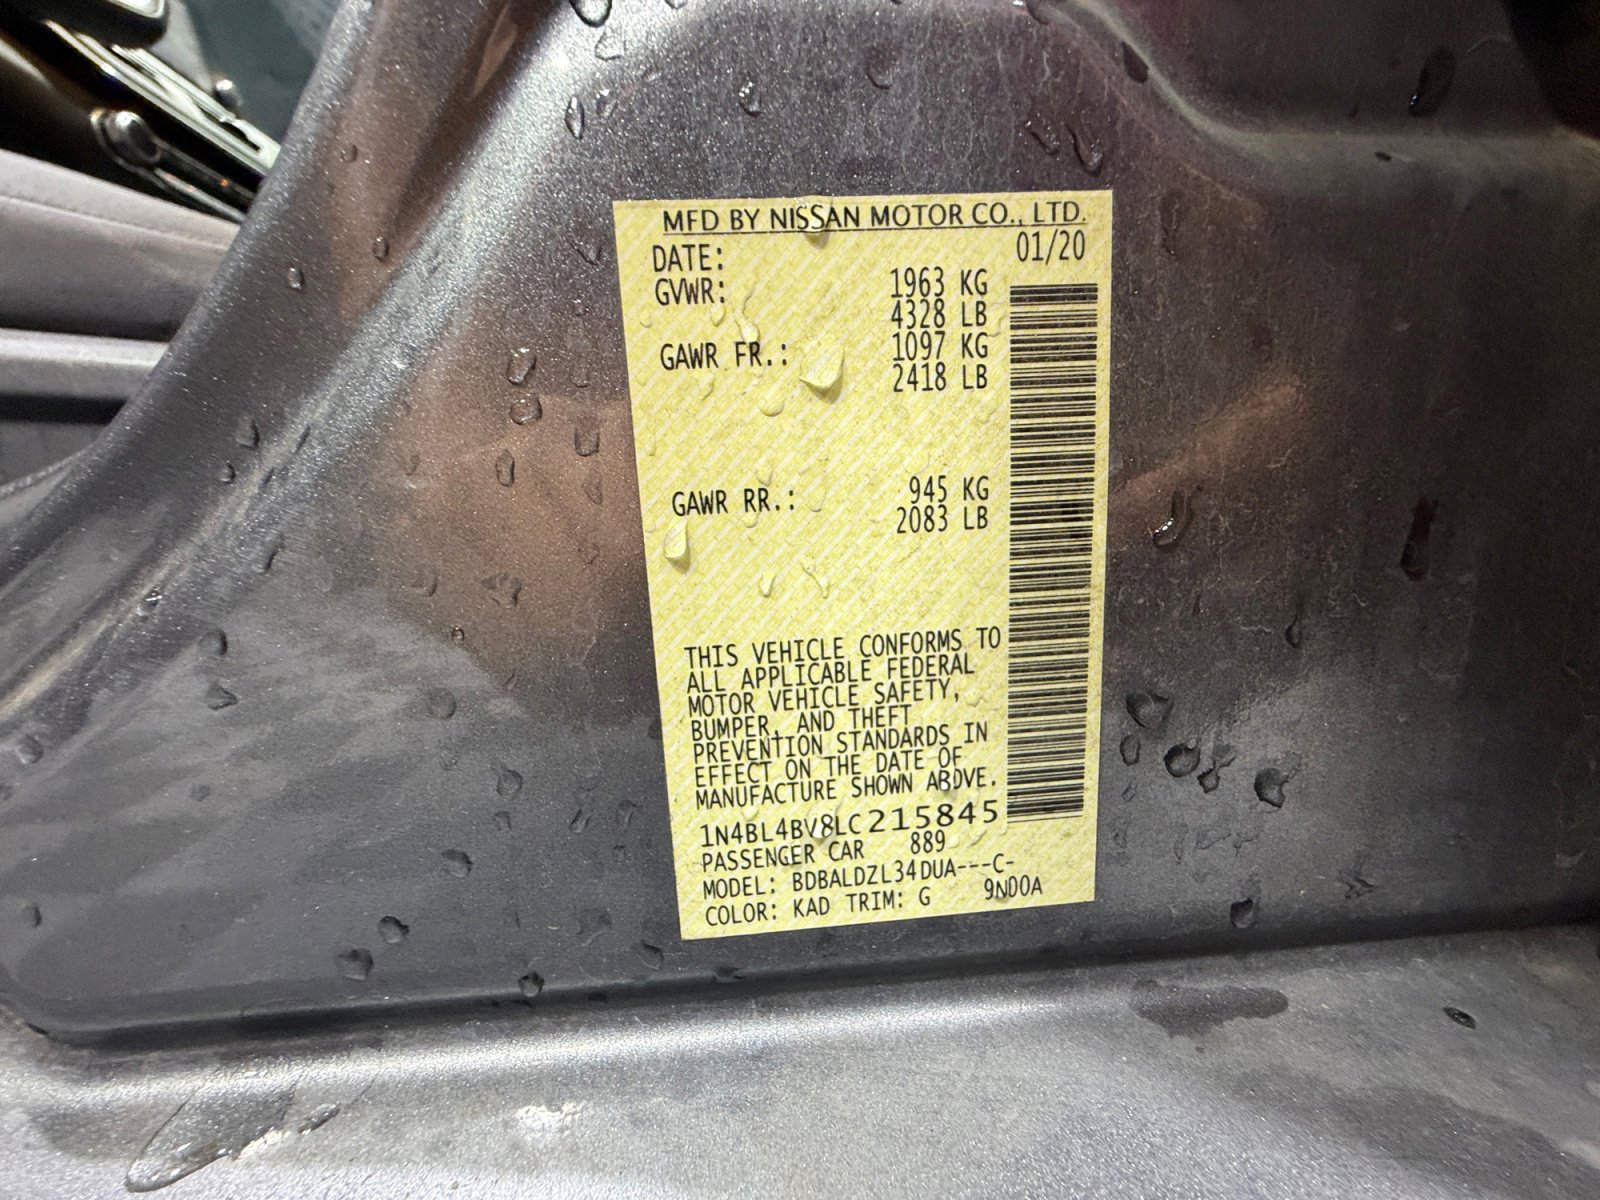 MFD BY NISSAN MOTOR CO., LTD.
DATE: 01/20
GVWR: 1963 KG
4328 LB
GAWR FR.: 1097 KG
2418 LB
GAWR RR.: 945 KG
2083 LB
THIS VEHICLE CONFORMS TO
ALL APPLICABLE FEDERAL
MOTOR VEHICLE SAFETY,
BUMPER, AND THEFT
PREVENTION STANDARDS IN
EFFECT ON THE DATE OF
MANUFACTURE SHOWN ABOVE.
1N4BL4BV8LC215845
PASSENGER CAR 889
MODEL: BDBALDZL34DUA---C-
COLOR: KAD TRIM: G 9ND0A